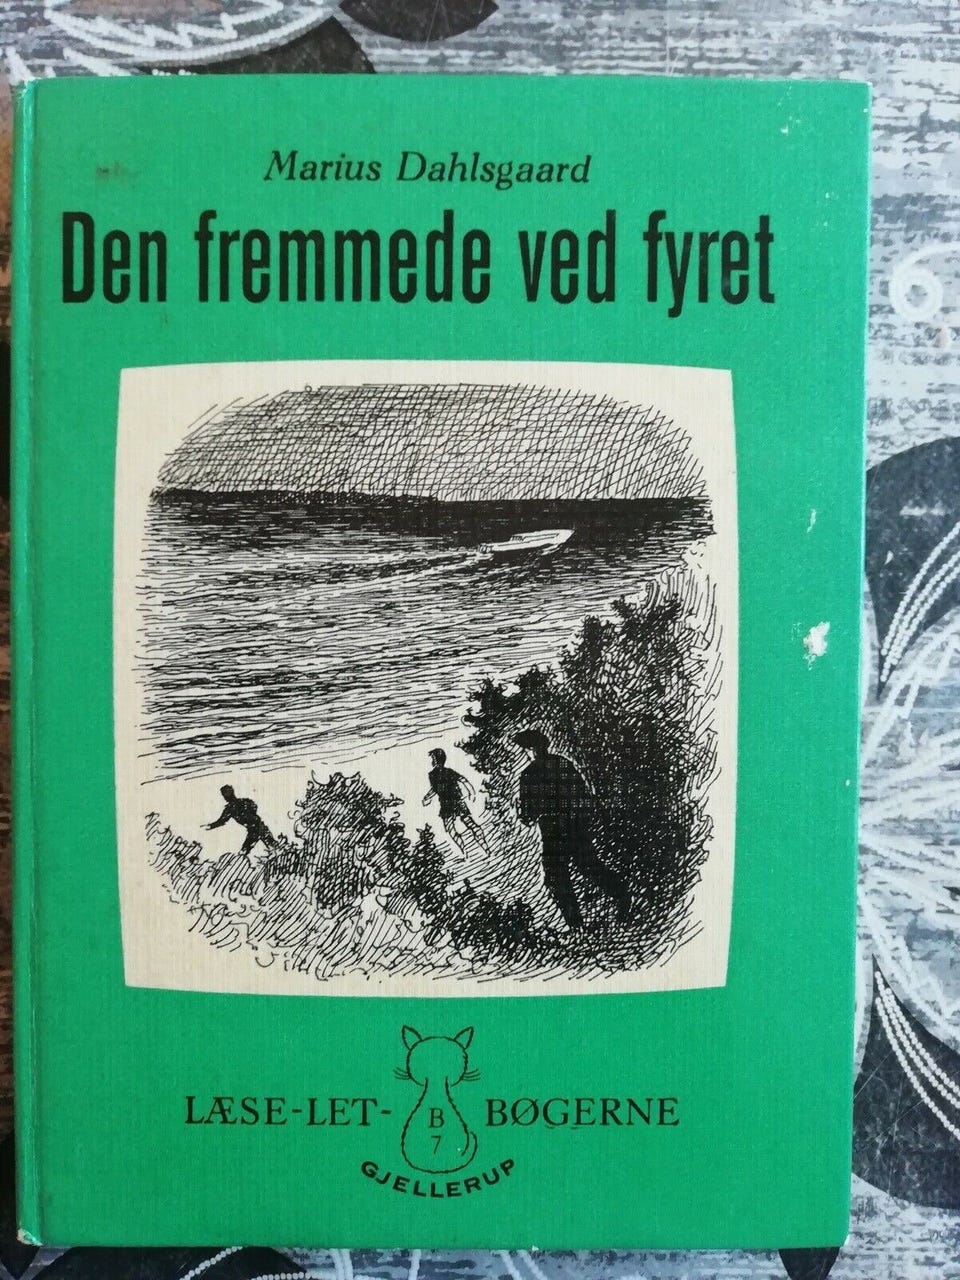 Marius Dahlsgaard
Den fremmede ved fyret
LÆSE-LET- B BØGERNE
7
GJELLERUP